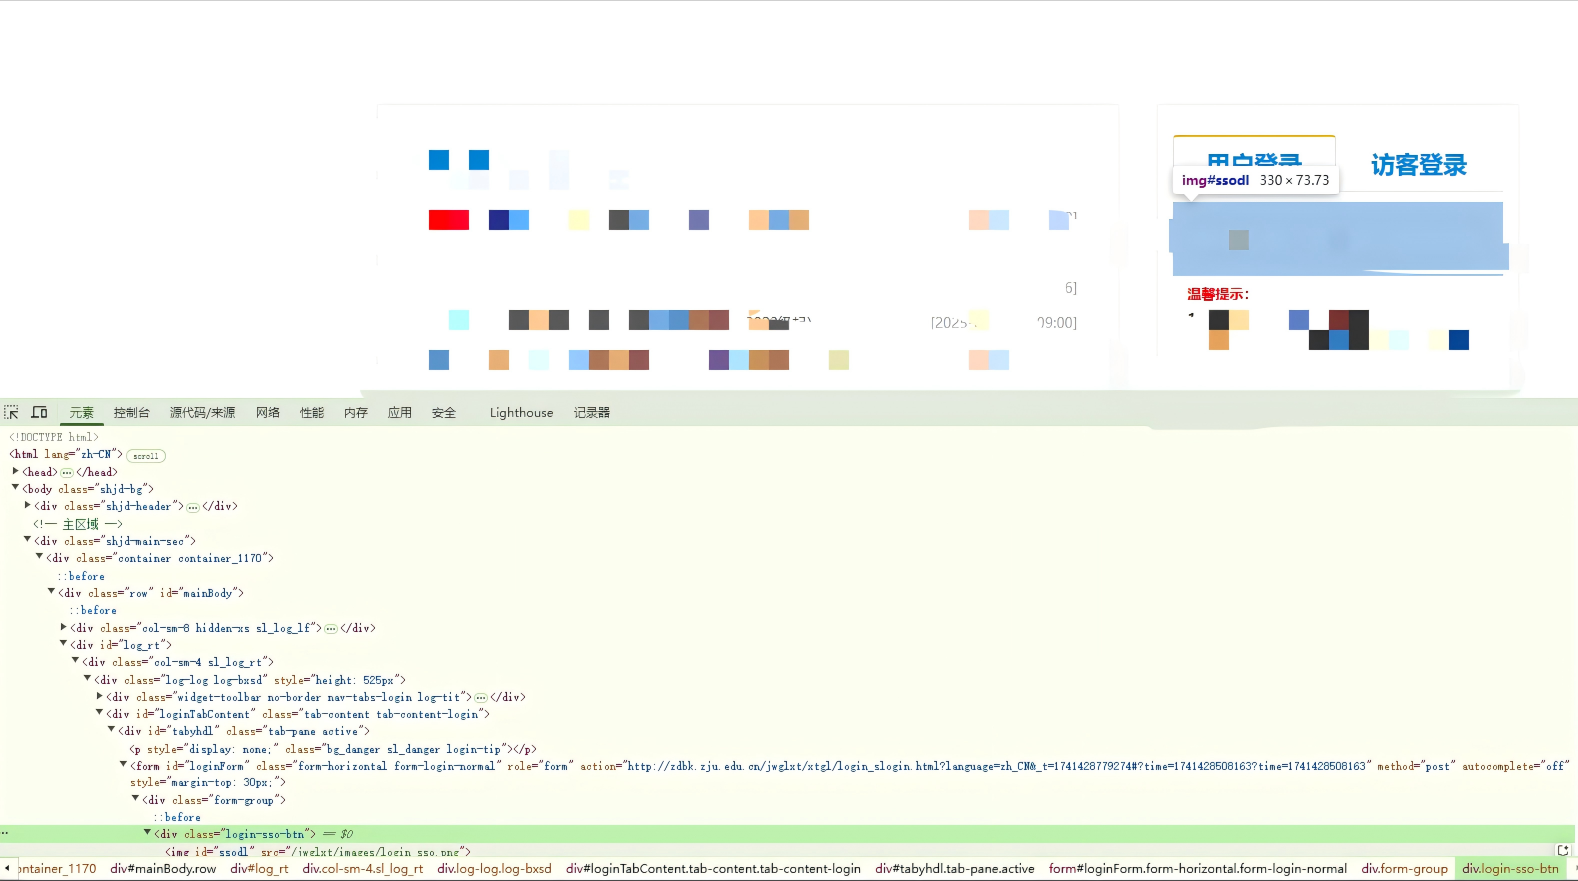 用户登录
访客登录
img#ssodl 330 × 73.73
温馨提示：
6]
[2025-
09:00]
元素 控制台 源代码/来源 网络 性能 内存 应用 安全 Lighthouse 记录器
<!DOCTYPE html>
<html lang="zh-CN"> scroll
<head> … </head>
<body class="shjd-bg">
<div class="shjd-header"> … </div>
<!-- 主区域 -->
<div class="shjd-main-sec">
<div class="container container_1170">
::before
<div class="row" id="mainBody">
::before
<div class="col-sm-8 hidden-xs sl_log_lf"> … </div>
<div id="log_rt">
<div class="col-sm-4 sl_log_rt">
<div class="log-log log-bxsd" style="height: 525px">
<div class="widget-toolbar no-border nav-tabs-login log-tit"> … </div>
<div id="loginTabContent" class="tab-content tab-content-login">
<div id="tabyhdl" class="tab-pane active">
<p style="display: none;" class="bg_danger sl_danger login-tip"></p>
<form id="loginForm" class="form-horizontal form-login-normal" role="form" action="http://zdbk.zju.edu.cn/jwglxt/xtgl/login_slogin.html?language=zh_CN&_t=1741428779274#?time=1741428508163?time=1741428508163" method="post" autocomplete="off"
style="margin-top: 30px;">
<div class="form-group">
::before
<div class="login-sso-btn"> == $0
<img id="ssodl" src="/jwglxt/images/login_sso.png">
ontainer_1170 div#mainBody.row div#log_rt div.col-sm-4.sl_log_rt div.log-log.log-bxsd div#loginTabContent.tab-content.tab-content-login div#tabyhdl.tab-pane.active form#loginForm.form-horizontal.form-login-normal div.form-group div.login-sso-btn